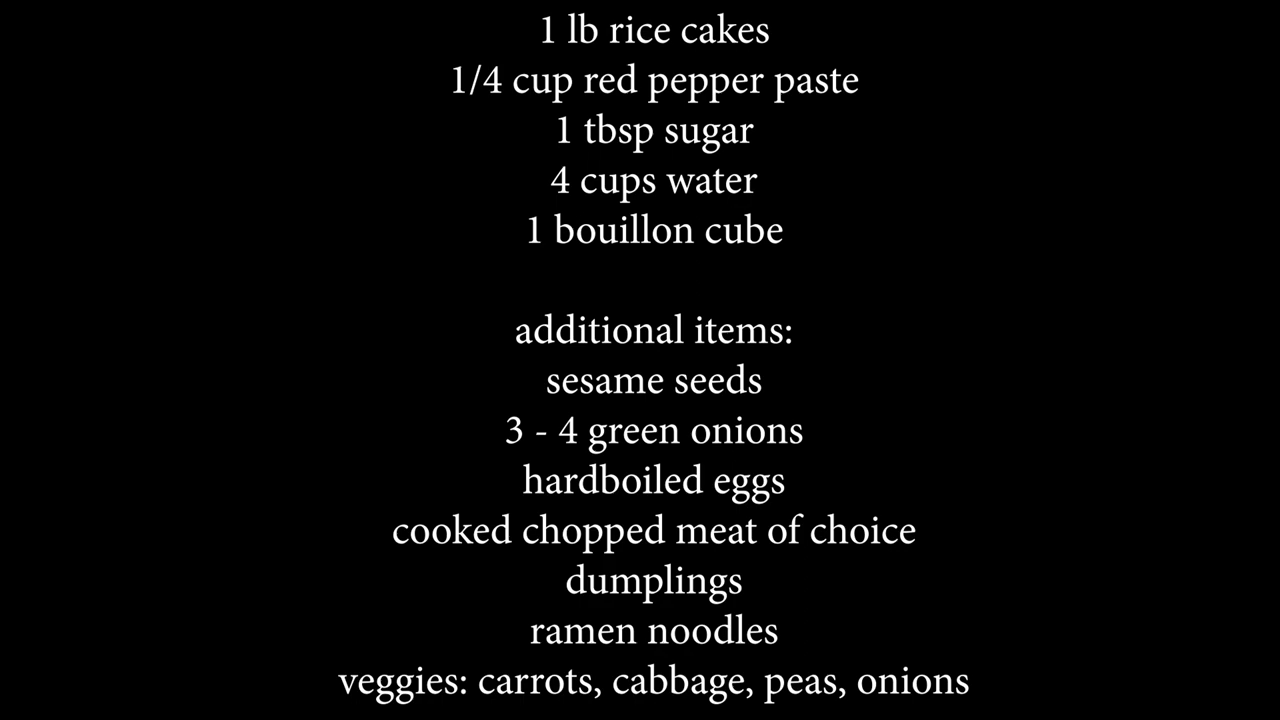 1 lb rice cakes
1/4 cup red pepper paste
1 tbsp sugar
4 cups water
1 bouillon cube
additional items:
sesame seeds
3 - 4 green onions
hardboiled eggs
cooked chopped meat of choice
dumplings
ramen noodles
veggies: carrots, cabbage, peas, onions